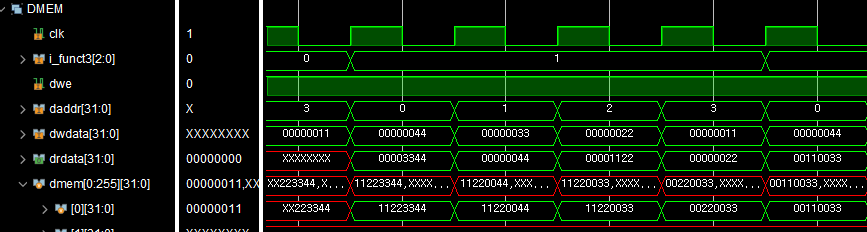 DMEM
clk 1
i_funct3[2:0] 0 0 1
dwe 0
daddr[31:0] X 3 0 1 2 3 0
dwdata[31:0] XXXXXXXX 00000011 00000044 00000033 00000022 00000011 00000044
drdata[31:0] 00000000 XXXXXXXX 00003344 00000044 00001122 00000022 00110033
dmem[0:255][31:0] 00000011,XX XX223344,X... 11223344,XXXX... 11220044,XXX... 11220033,XXXX... 00220033,XXXX... 00110033,XXXX...
[0][31:0] 00000011 XX223344 11223344 11220044 11220033 00220033 00110033